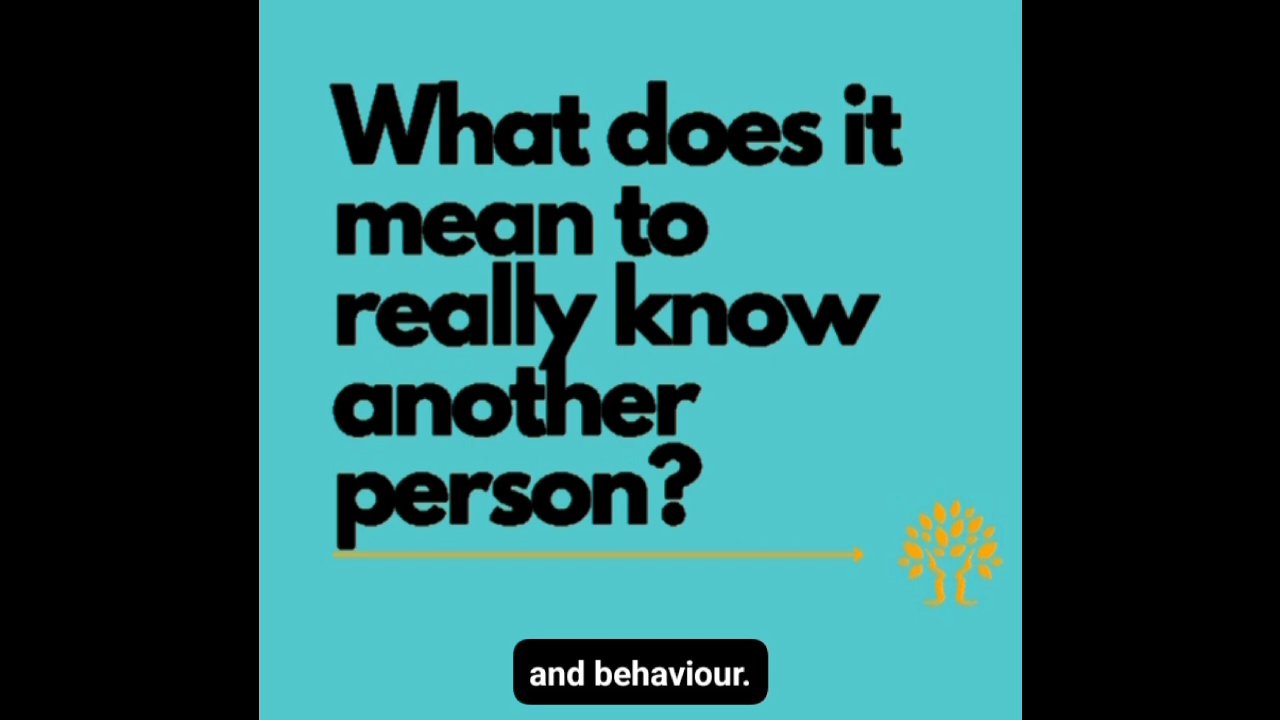 What does it
mean to
really know
another
person?
and behaviour.